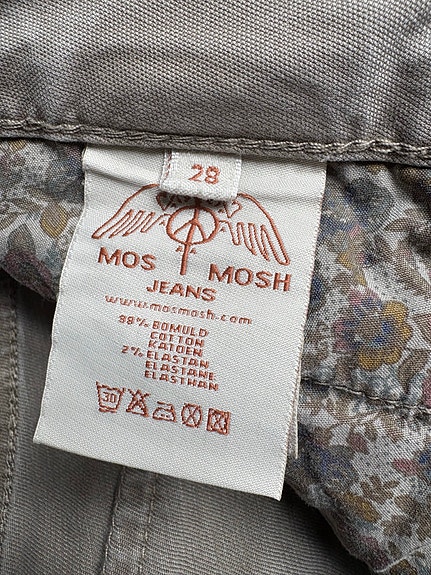 28
MOS MOSH
JEANS
www.mosmosh.com
98% BOMULD
COTTON
KATOEN
2% ELASTAN
ELASTANE
ELASTHAN
30